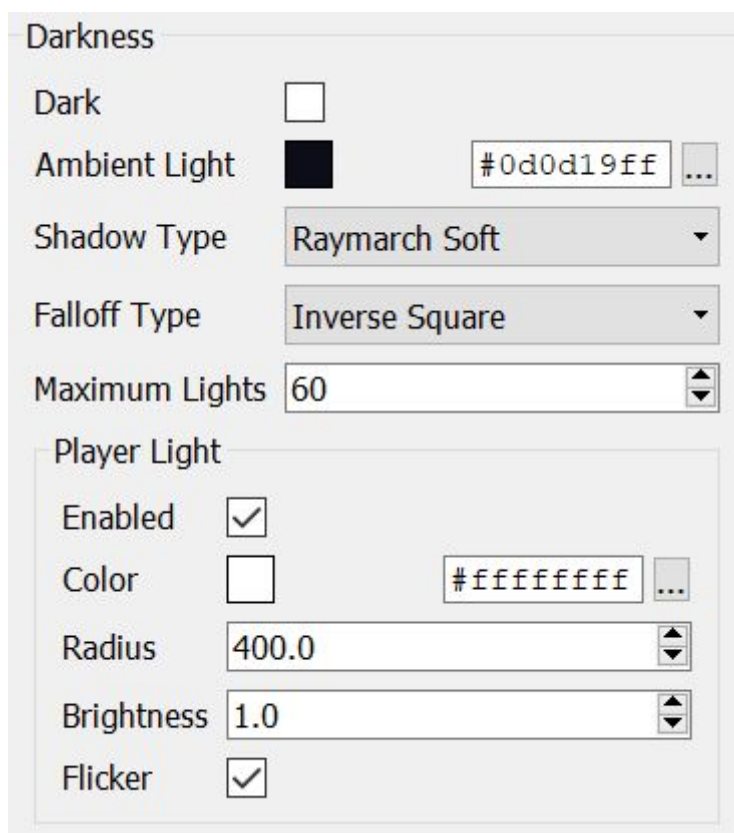 Darkness
Dark
Ambient Light #0d0d19ff ...
Shadow Type Raymarch Soft
Falloff Type Inverse Square
Maximum Lights 60
Player Light
Enabled
Color #ffffffff ...
Radius 400.0
Brightness 1.0
Flicker